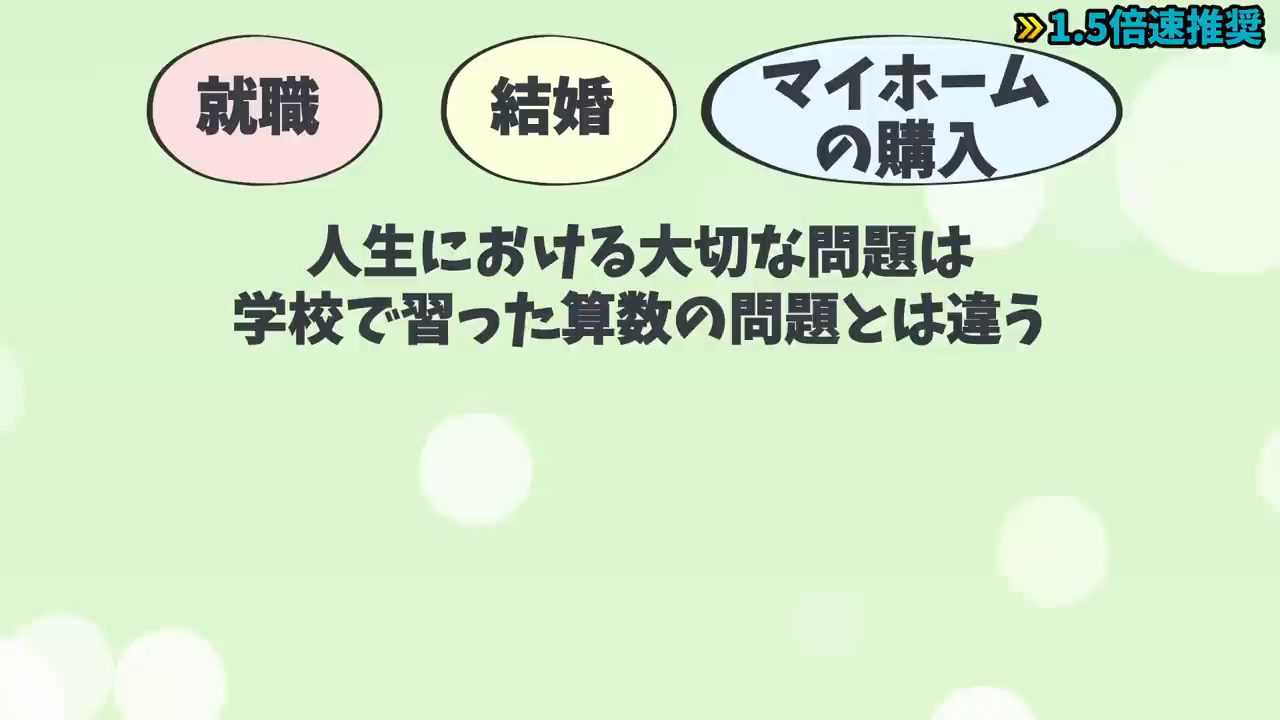 »1.5倍速推奨
就職
結婚
マイホーム
の購入
人生における大切な問題は
学校で習った算数の問題とは違う